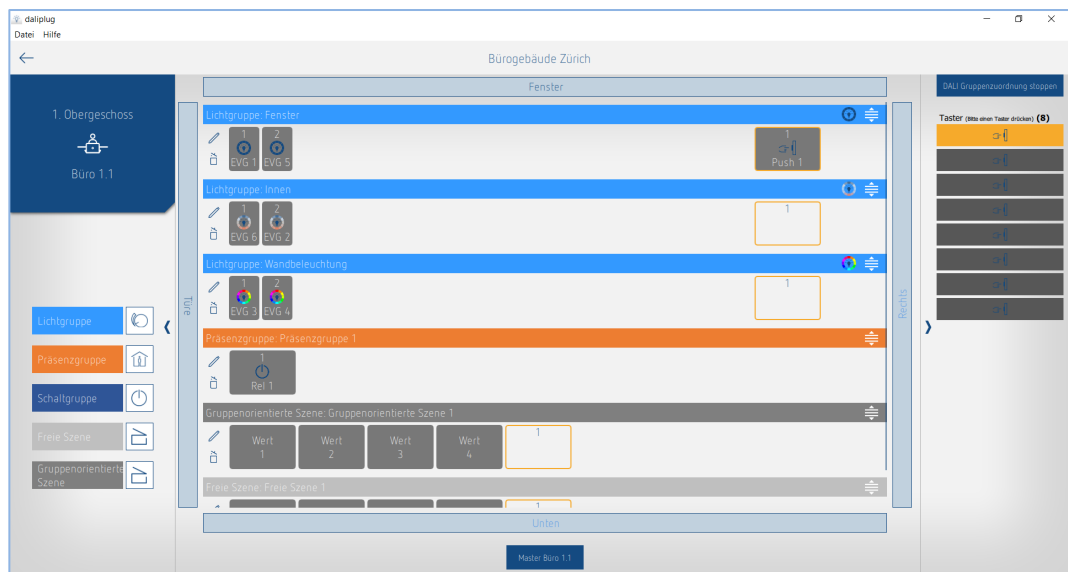 daliplug
Datei Hilfe
Bürogebäude Zürich
1. Obergeschoss
Büro 1.1
Lichtgruppe
Präsenzgruppe
Schaltgruppe
Freie Szene
Gruppenorientierte
Szene
Fenster
Türe
Lichtgruppe: Fenster
1 2
EVG 1 EVG 5
1
Push 1
Lichtgruppe: Innen
1 2
EVG 6 EVG 2
1
Lichtgruppe: Wandbeleuchtung
1 2
EVG 3 EVG 4
1
Präsenzgruppe: Präsenzgruppe 1
1
Rel 1
Gruppenorientierte Szene: Gruppenorientierte Szene 1
Wert Wert Wert Wert
1 2 3 4
1
Freie Szene: Freie Szene 1
1
Unten
Master Büro 1.1
Rechts
DALI Gruppenzuordnung stoppen
Taster (Bitte einen Taster drücken) (8)